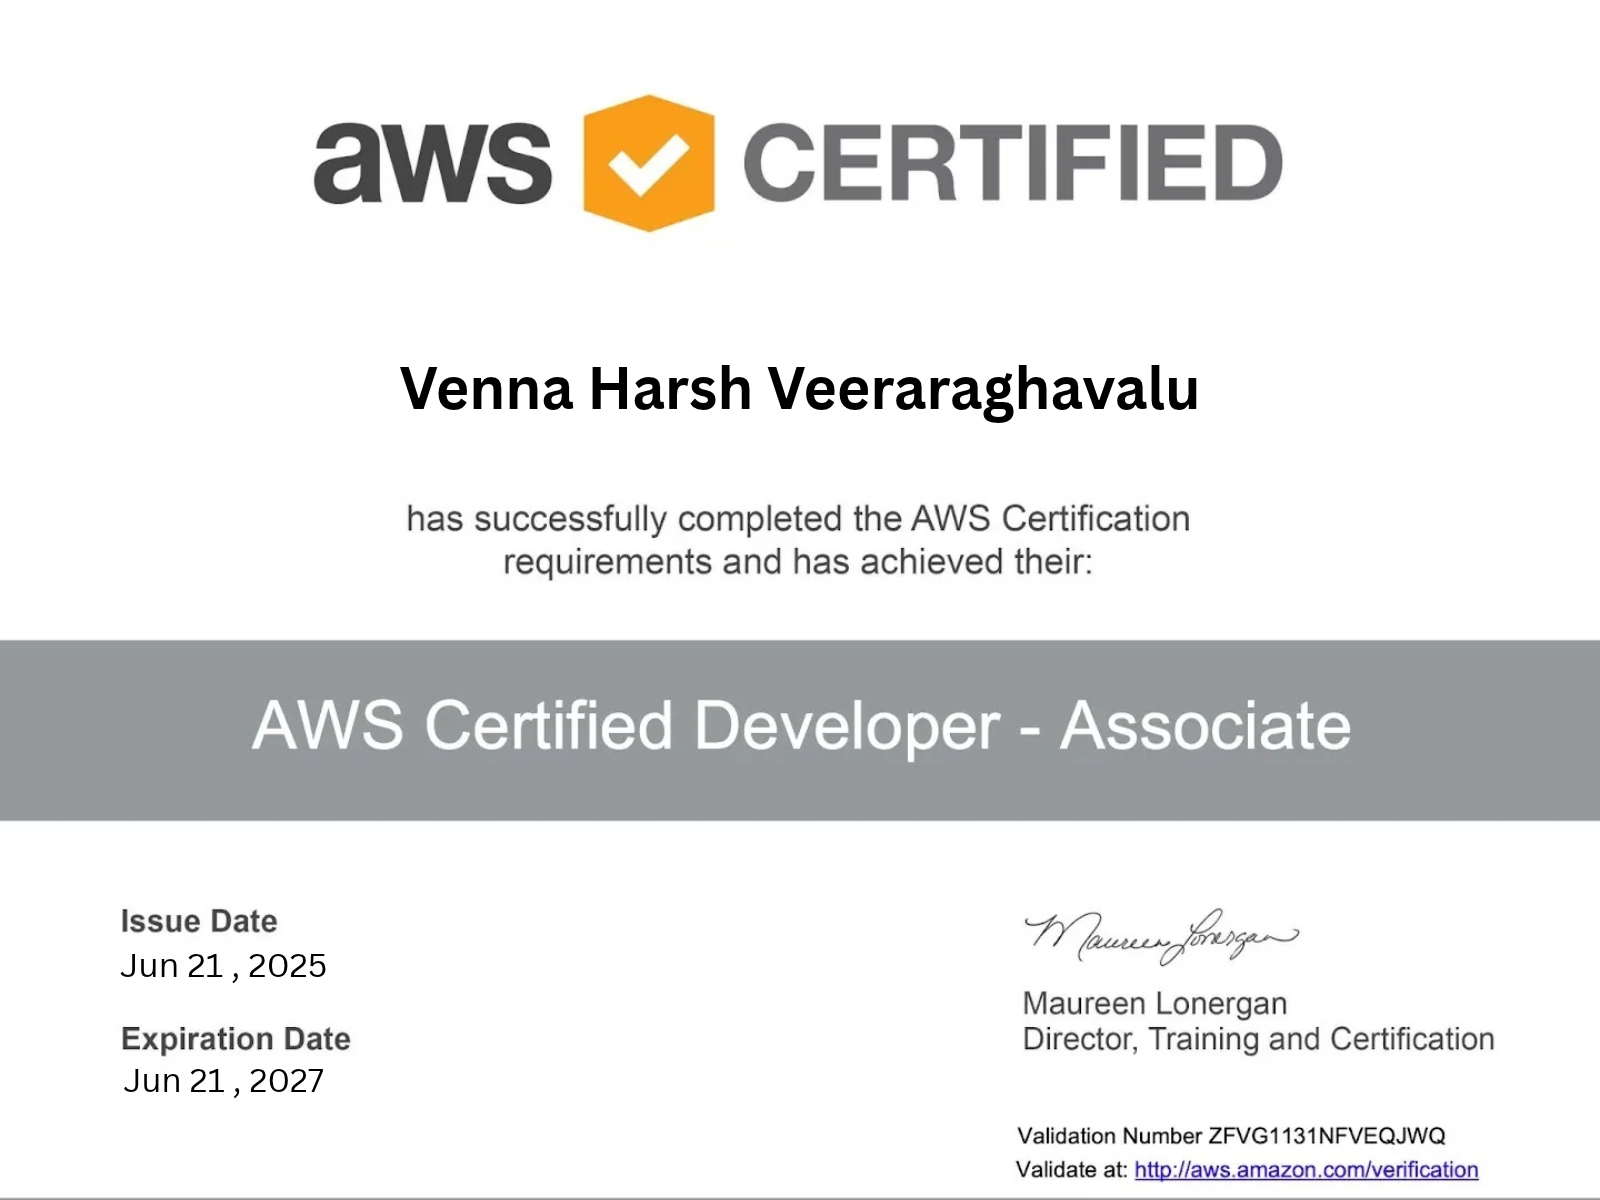 aws CERTIFIED
Venna Harsh Veeraraghavalu
has successfully completed the AWS Certification
requirements and has achieved their:
AWS Certified Developer - Associate
Issue Date
Jun 21 , 2025
Expiration Date
Jun 21 , 2027
Maureen Lonergan
Maureen Lonergan
Director, Training and Certification
Validation Number ZFVG1131NFVEQJWQ
Validate at: http://aws.amazon.com/verification